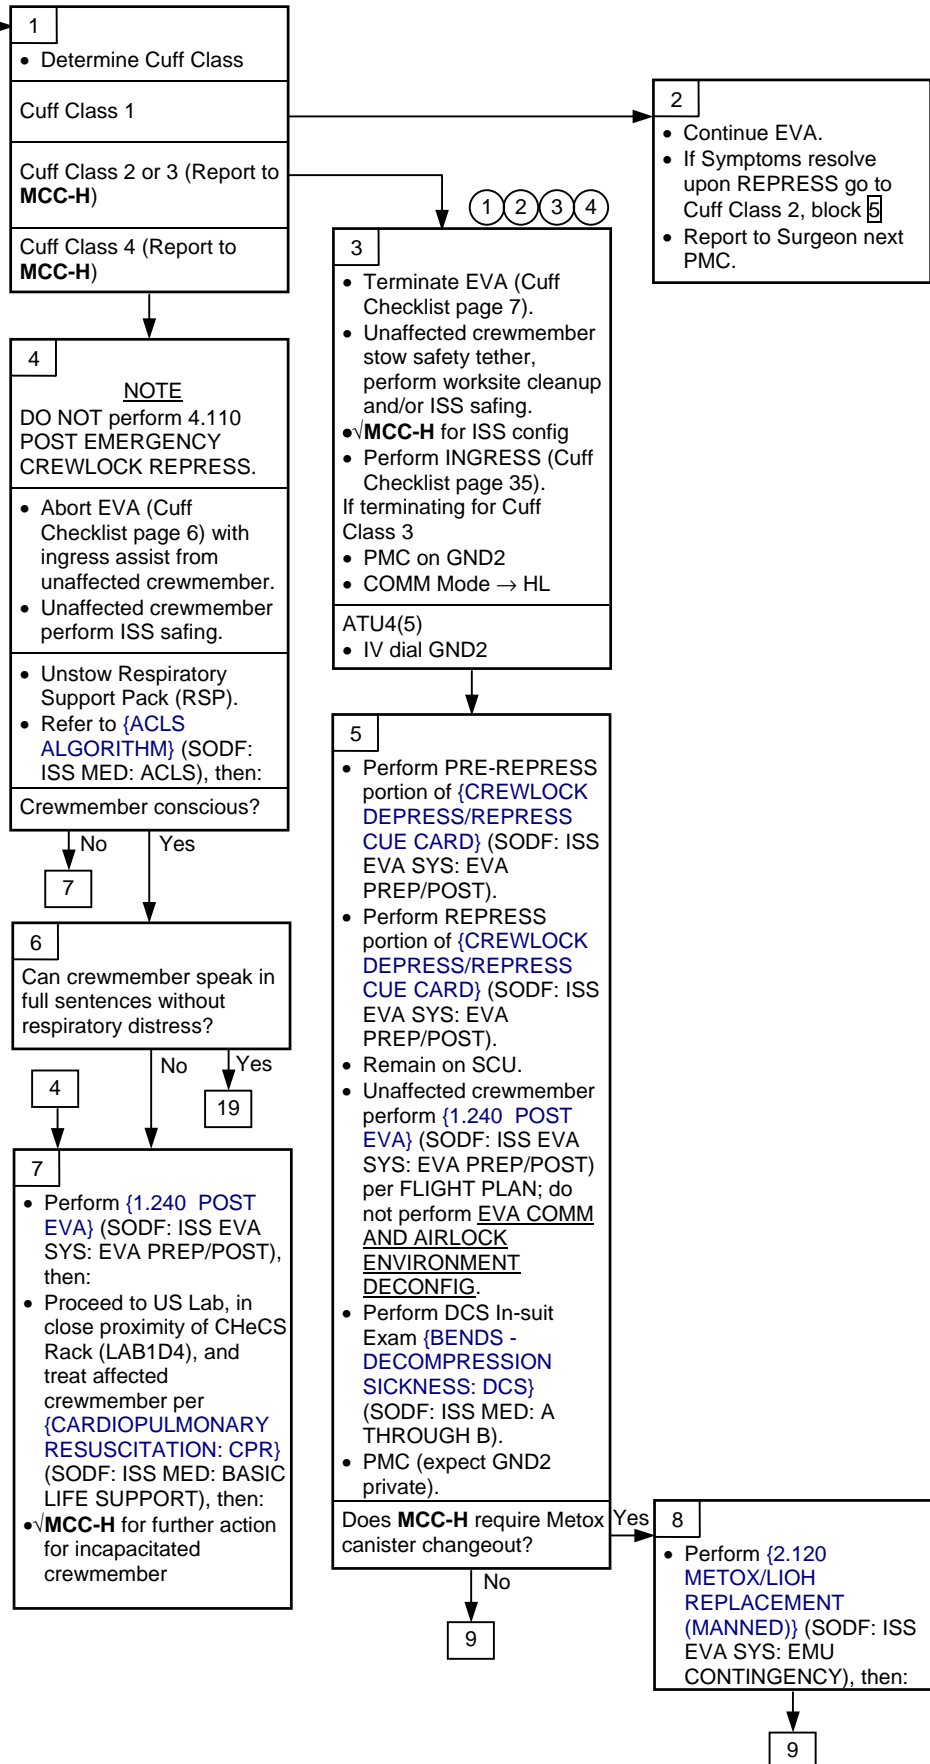 1
• Determine Cuff Class
Cuff Class 1
Cuff Class 2 or 3 (Report to
MCC-H)
Cuff Class 4 (Report to
MCC-H)
2
• Continue EVA.
• If Symptoms resolve
upon REPRESS go to
Cuff Class 2, block 5
• Report to Surgeon next
PMC.
1 2 3 4
3
• Terminate EVA (Cuff
Checklist page 7).
• Unaffected crewmember
stow safety tether,
perform worksite cleanup
and/or ISS safing.
•√MCC-H for ISS config
• Perform INGRESS (Cuff
Checklist page 35).
If terminating for Cuff
Class 3
• PMC on GND2
• COMM Mode → HL
ATU4(5)
• IV dial GND2
4
NOTE
DO NOT perform 4.110
POST EMERGENCY
CREWLOCK REPRESS.
• Abort EVA (Cuff
Checklist page 6) with
ingress assist from
unaffected crewmember.
• Unaffected crewmember
perform ISS safing.
• Unstow Respiratory
Support Pack (RSP).
• Refer to {ACLS
ALGORITHM} (SODF:
ISS MED: ACLS), then:
Crewmember conscious?
No Yes
7
5
• Perform PRE-REPRESS
portion of {CREWLOCK
DEPRESS/REPRESS
CUE CARD} (SODF: ISS
EVA SYS: EVA
PREP/POST).
• Perform REPRESS
portion of {CREWLOCK
DEPRESS/REPRESS
CUE CARD} (SODF: ISS
EVA SYS: EVA
PREP/POST).
• Remain on SCU.
• Unaffected crewmember
perform {1.240 POST
EVA} (SODF: ISS EVA
SYS: EVA PREP/POST)
per FLIGHT PLAN; do
not perform EVA COMM
AND AIRLOCK
ENVIRONMENT
DECONFIG.
• Perform DCS In-suit
Exam {BENDS -
DECOMPRESSION
SICKNESS: DCS}
(SODF: ISS MED: A
THROUGH B).
• PMC (expect GND2
private).
Does MCC-H require Metox
canister changeout?
Yes
No
9
6
Can crewmember speak in
full sentences without
respiratory distress?
No Yes
4
19
7
• Perform {1.240 POST
EVA} (SODF: ISS EVA
SYS: EVA PREP/POST),
then:
• Proceed to US Lab, in
close proximity of CHeCS
Rack (LAB1D4), and
treat affected
crewmember per
{CARDIOPULMONARY
RESUSCITATION: CPR}
(SODF: ISS MED: BASIC
LIFE SUPPORT), then:
•√MCC-H for further action
for incapacitated
crewmember
8
• Perform {2.120
METOX/LIOH
REPLACEMENT
(MANNED)} (SODF: ISS
EVA SYS: EMU
CONTINGENCY), then:
9